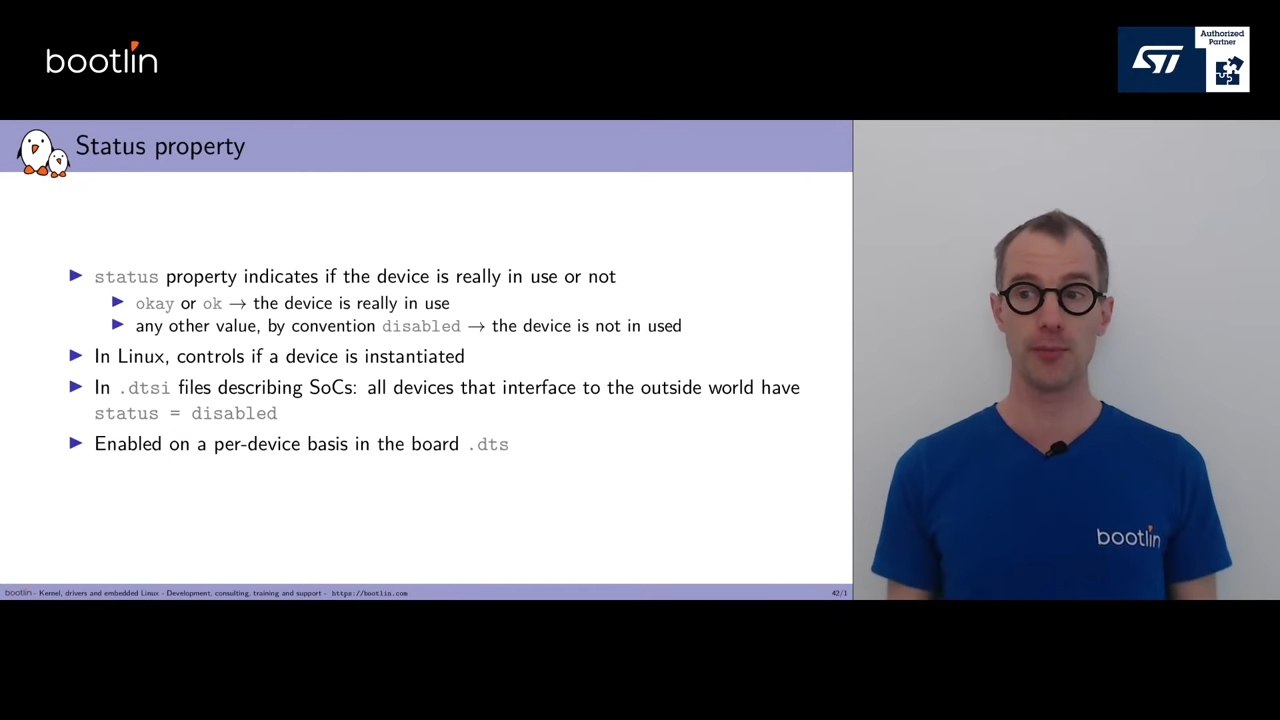 bootlin
Authorized
Partner
ST
Status property
status property indicates if the device is really in use or not
okay or ok → the device is really in use
any other value, by convention disabled → the device is not in used
In Linux, controls if a device is instantiated
In .dtsi files describing SoCs: all devices that interface to the outside world have
status = disabled
Enabled on a per-device basis in the board .dts
bootlin
bootlin - Kernel, drivers and embedded Linux - Development, consulting, training and support - https://bootlin.com
42/1